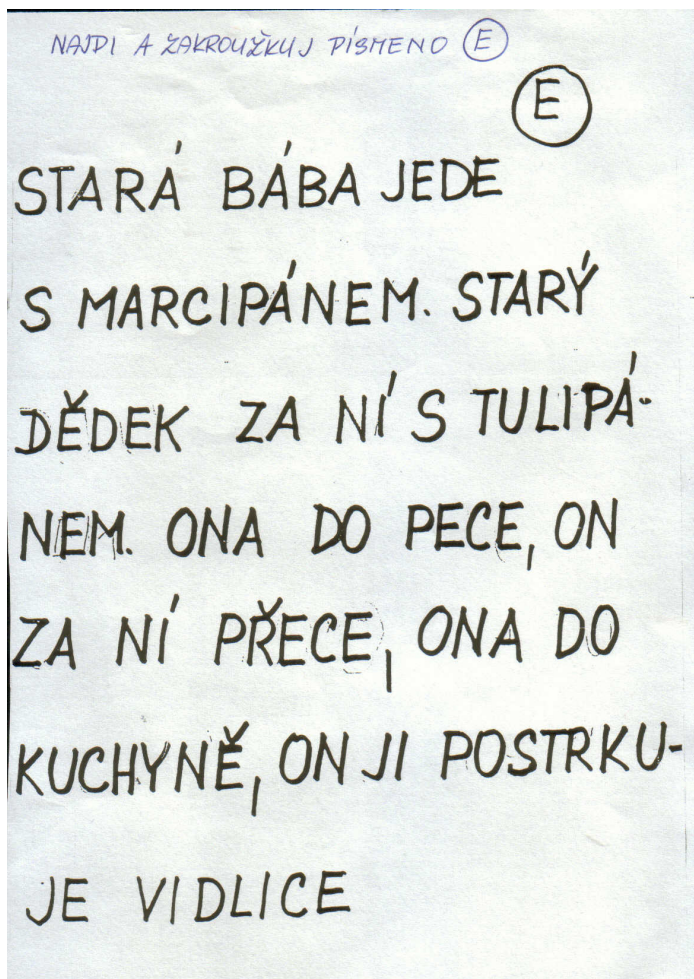 NAJDI A ZAKROUŽKUJ PÍSMENO E
E
STARÁ BÁBA JEDE
S MARCIPÁNEM. STARÝ
DĚDEK ZA NÍ S TULIPÁ-
NEM. ONA DO PECE, ON
ZA NÍ PŘECE, ONA DO
KUCHYNĚ, ON JI POSTRKU-
JE VIDLICE